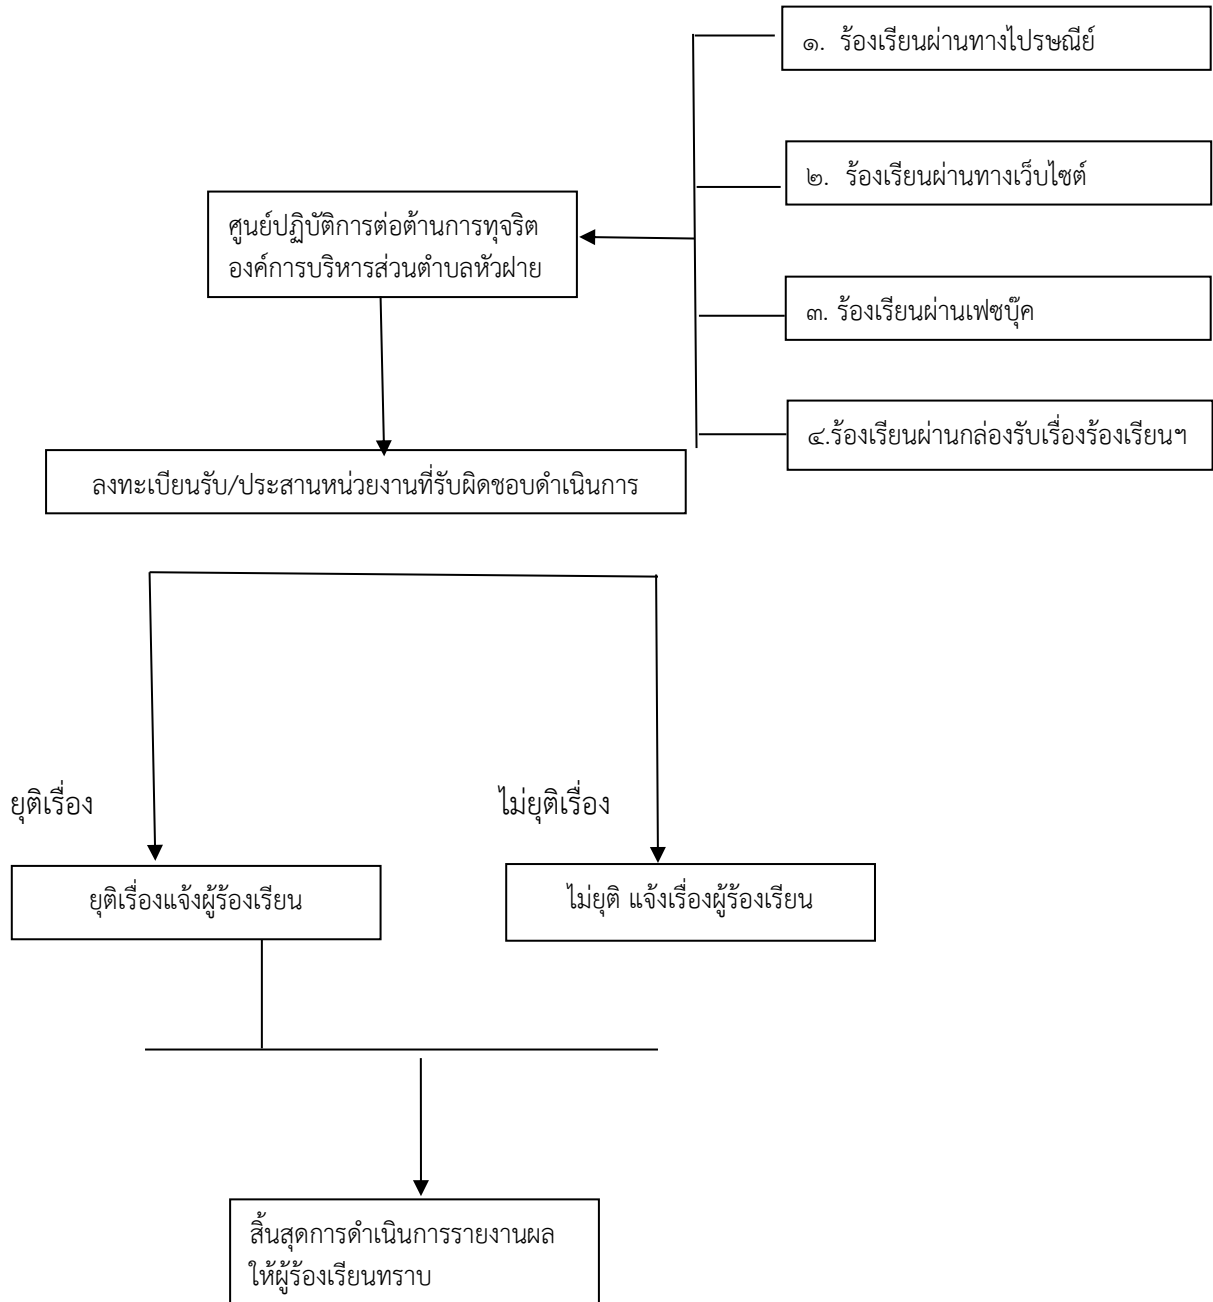 ๑. ร้องเรียนผ่านทางไปรษณีย์
๒. ร้องเรียนผ่านทางเว็บไซต์
ศูนย์ปฏิบัติการต่อต้านการทุจริต
องค์การบริหารส่วนตำบลหัวฝาย
๓. ร้องเรียนผ่านเฟซบุ๊ค
๔.ร้องเรียนผ่านกล่องรับเรื่องร้องเรียนฯ
ลงทะเบียนรับ/ประสานหน่วยงานที่รับผิดชอบดำเนินการ
ยุติเรื่อง
ไม่ยุติเรื่อง
ยุติเรื่องแจ้งผู้ร้องเรียน
ไม่ยุติ แจ้งเรื่องผู้ร้องเรียน
สิ้นสุดการดำเนินการรายงานผล
ให้ผู้ร้องเรียนทราบ